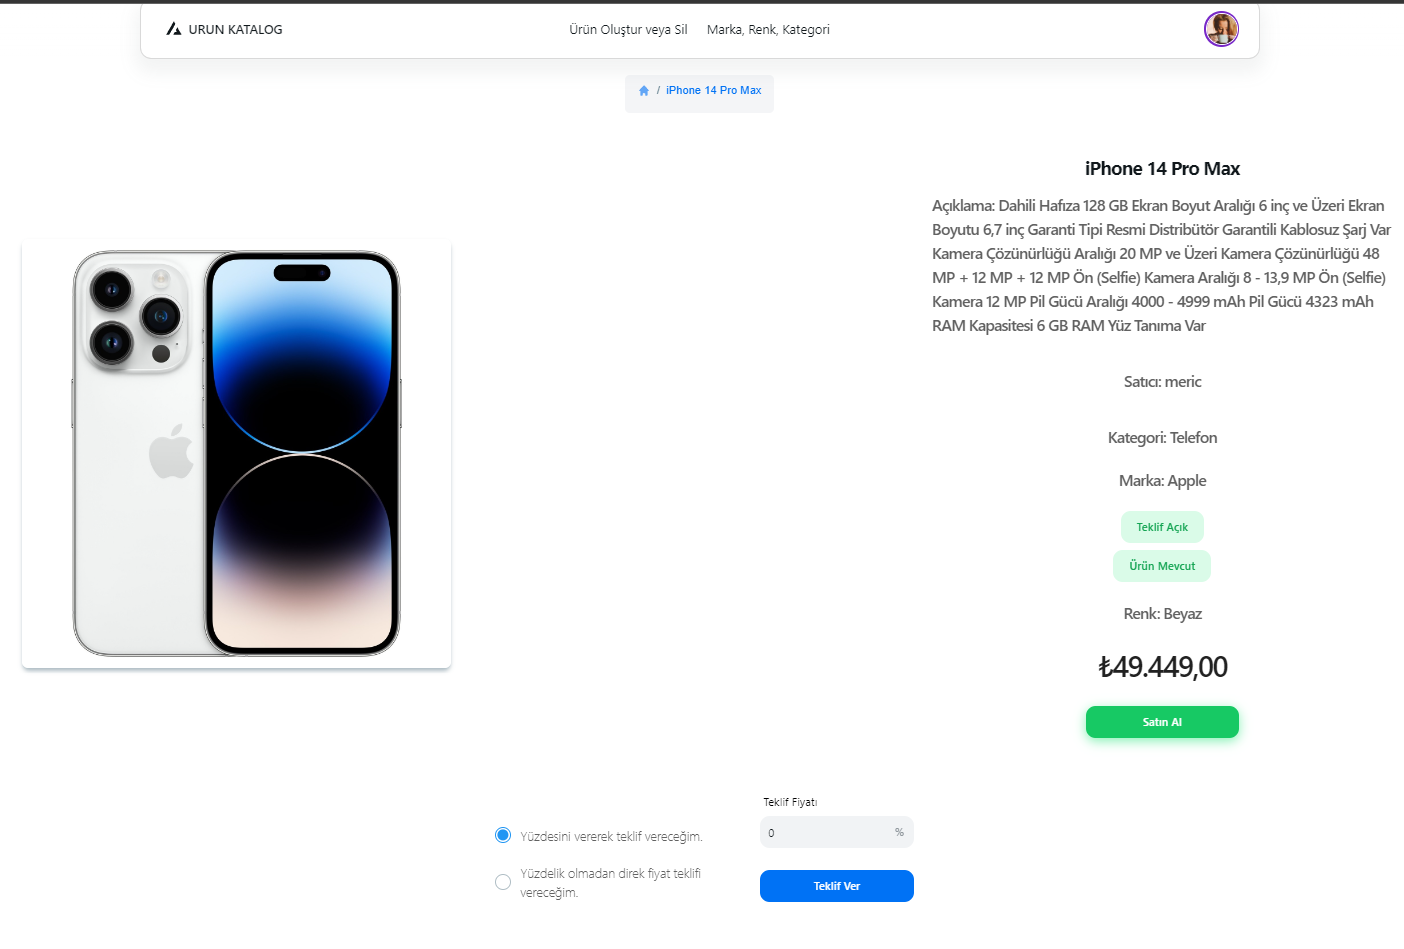 URUN KATALOG
Ürün Oluştur veya Sil
Marka, Renk, Kategori
/ iPhone 14 Pro Max
iPhone 14 Pro Max
Açıklama: Dahili Hafıza 128 GB Ekran Boyut Aralığı 6 inç ve Üzeri Ekran
Boyutu 6,7 inç Garanti Tipi Resmi Distribütör Garantili Kablosuz Şarj Var
Kamera Çözünürlüğü Aralığı 20 MP ve Üzeri Kamera Çözünürlüğü 48
MP + 12 MP + 12 MP Ön (Selfie) Kamera Aralığı 8 - 13,9 MP Ön (Selfie)
Kamera 12 MP Pil Gücü Aralığı 4000 - 4999 mAh Pil Gücü 4323 mAh
RAM Kapasitesi 6 GB RAM Yüz Tanıma Var
Satıcı: meric
Kategori: Telefon
Marka: Apple
Teklif Açık
Ürün Mevcut
Renk: Beyaz
₺49.449,00
Satın Al
Yüzdesini vererek teklif vereceğim.
Yüzdelik olmadan direk fiyat teklifi
vereceğim.
Teklif Fiyatı
0 %
Teklif Ver